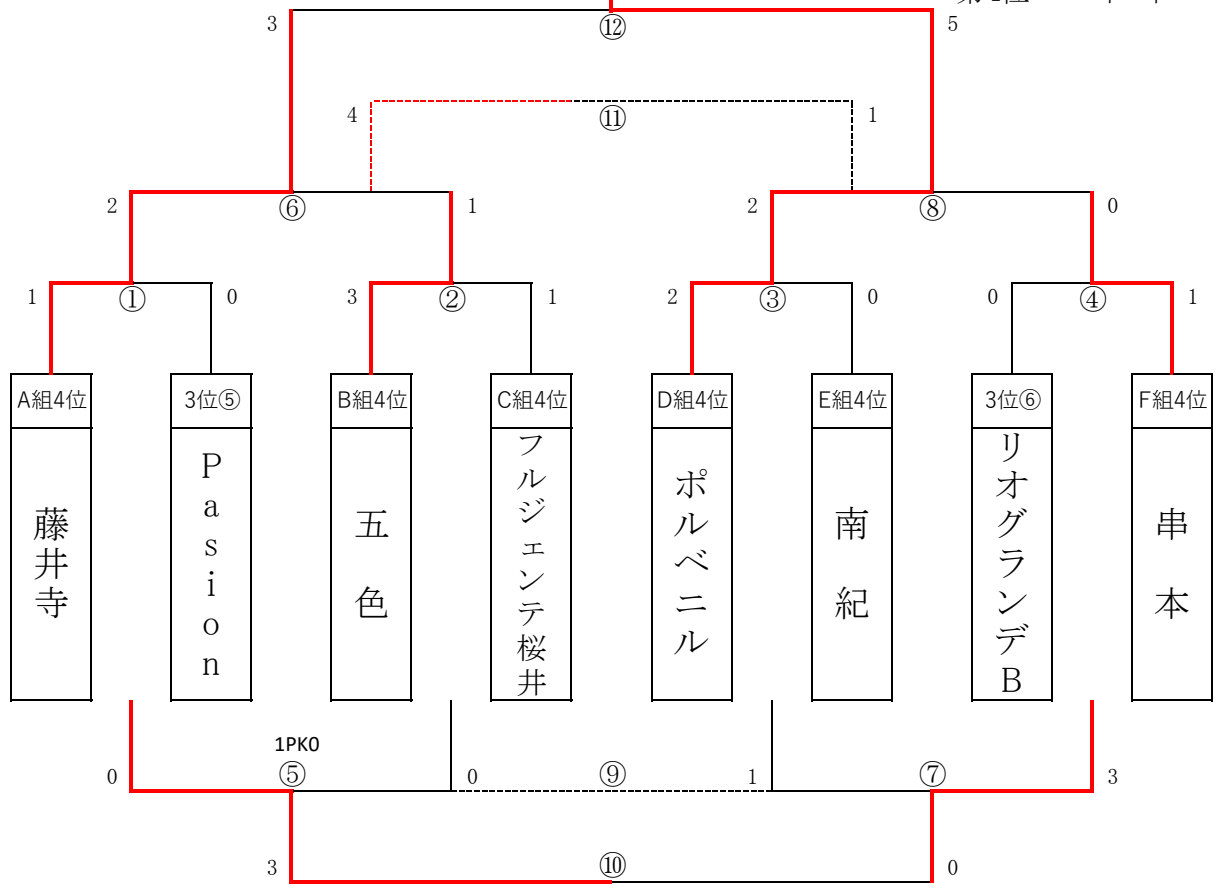 3 ⑫ 5
4 ⑪ 1
2 ⑥ 1 2 ⑧ 0
1 ① 0 3 ② 1 2 ③ 0 0 ④ 1
A組4位 3位⑤ B組4位 C組4位 D組4位 E組4位 3位⑥ F組4位
藤井寺
Pasion
五色
フルジェンテ桜井
ポルベニル
南紀
リオグランデB
串本
1PK0
0 ⑤ 0 ⑨ 1 ⑦ 3
3 ⑩ 0